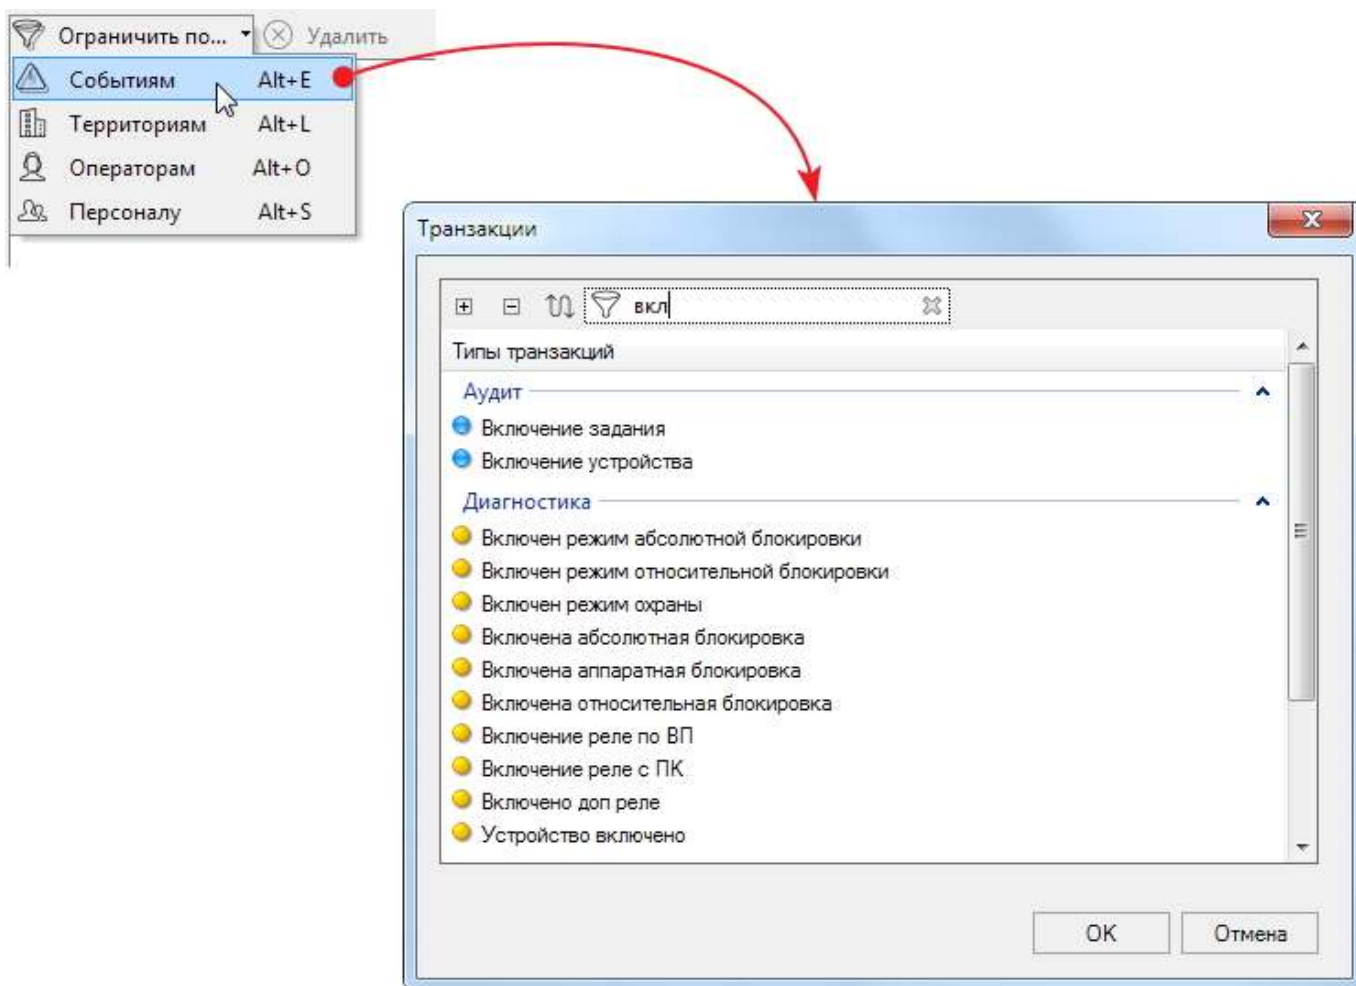 Ограничить по... Удалить
Событиям Alt+E
Территориям Alt+L
Операторам Alt+O
Персоналу Alt+S
Транзакции
вкл
Типы транзакций
Аудит
Включение задания
Включение устройства
Диагностика
Включен режим абсолютной блокировки
Включен режим относительной блокировки
Включен режим охраны
Включена абсолютная блокировка
Включена аппаратная блокировка
Включена относительная блокировка
Включение реле по ВП
Включение реле с ПК
Включено доп реле
Устройство включено
OK Отмена